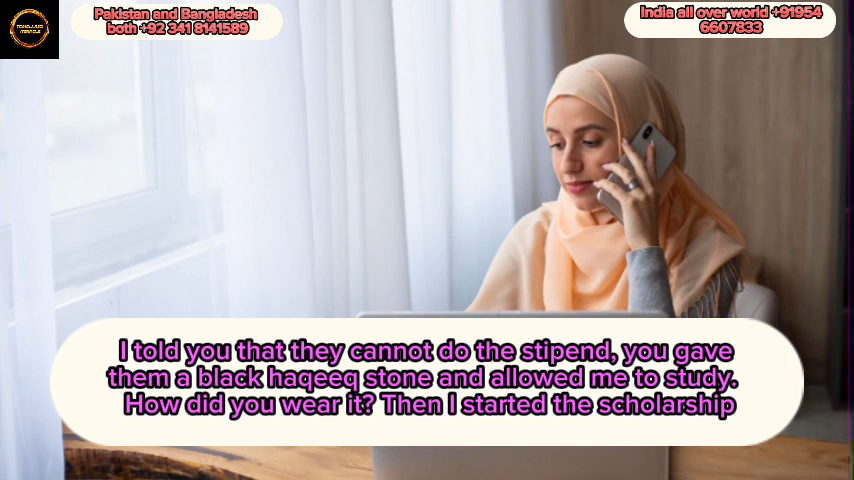 Pakistan and Bangladesh
both +92 341 8141589
India all over world +91954
6607833
I told you that they cannot do the stipend, you gave
them a black haqeeq stone and allowed me to study.
How did you wear it? Then I started the scholarship